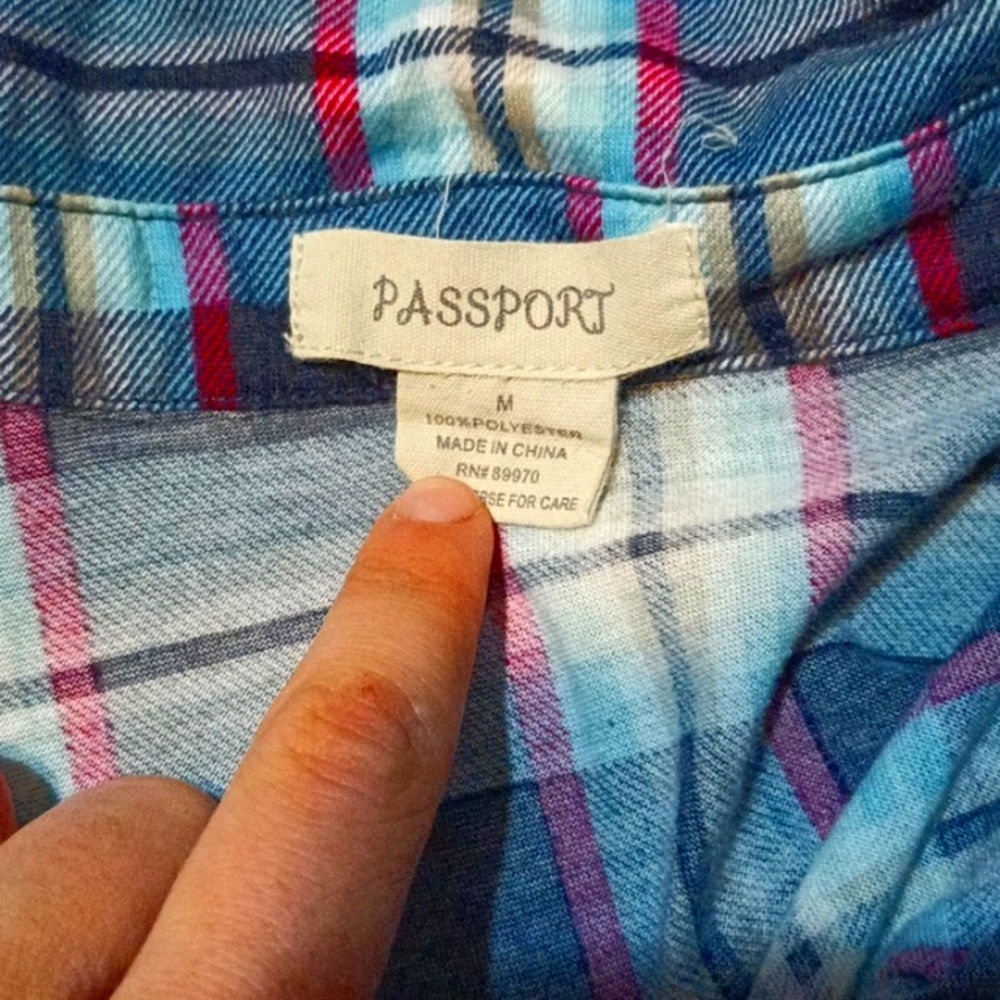 PASSPORT
M
100%POLYESTER
MADE IN CHINA
RN# 89970
FOR CARE